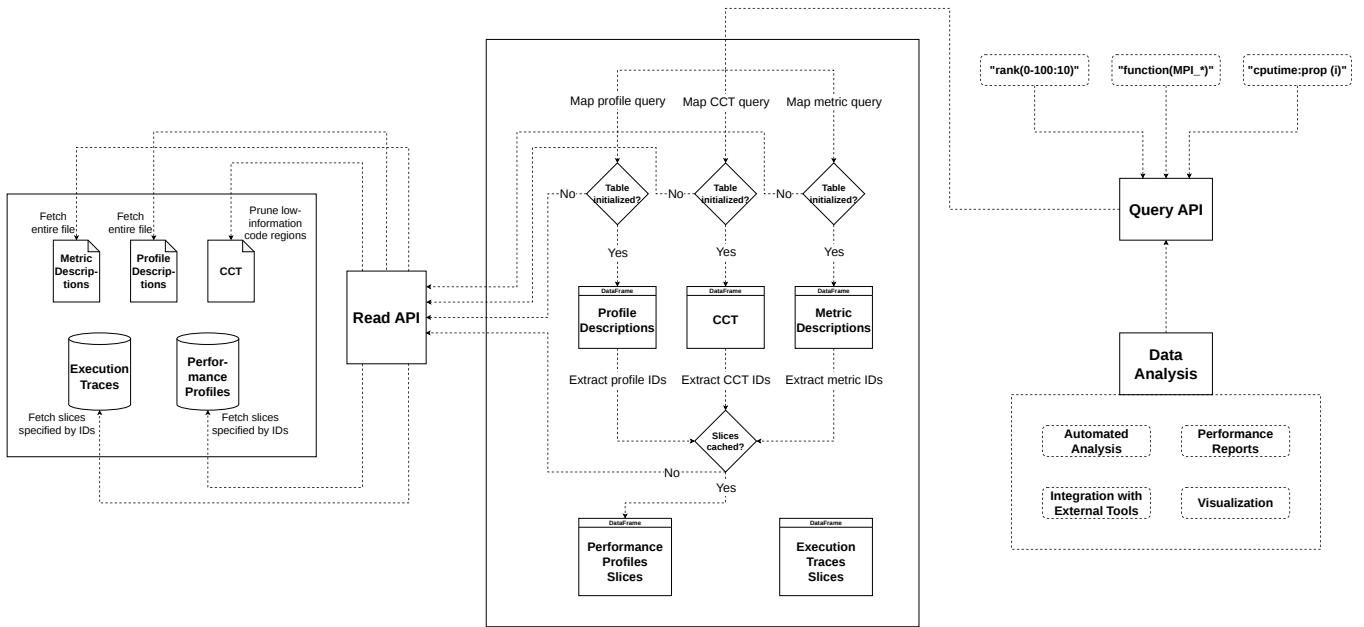 "rank(0-100:10)"
"function(MPI_*)"
"cputime:prop (i)"
Map profile query
Map CCT query
Map metric query
Table
initialized?
Table
initialized?
Table
initialized?
No
No
No
Yes
Yes
Yes
Query API
Fetch
entire file
Fetch
entire file
Prune low-
information
code regions
Metric
Descrip-
tions
Profile
Descrip-
tions
CCT
Read API
DataFrame
Profile
Descriptions
DataFrame
CCT
DataFrame
Metric
Descriptions
Execution
Traces
Perfor-
mance
Profiles
Fetch slices
specified by IDs
Fetch slices
specified by IDs
Extract profile IDs
Extract CCT IDs
Extract metric IDs
Slices
cached?
No
Yes
DataFrame
Performance
Profiles
Slices
DataFrame
Execution
Traces
Slices
Data
Analysis
Automated
Analysis
Performance
Reports
Integration with
External Tools
Visualization